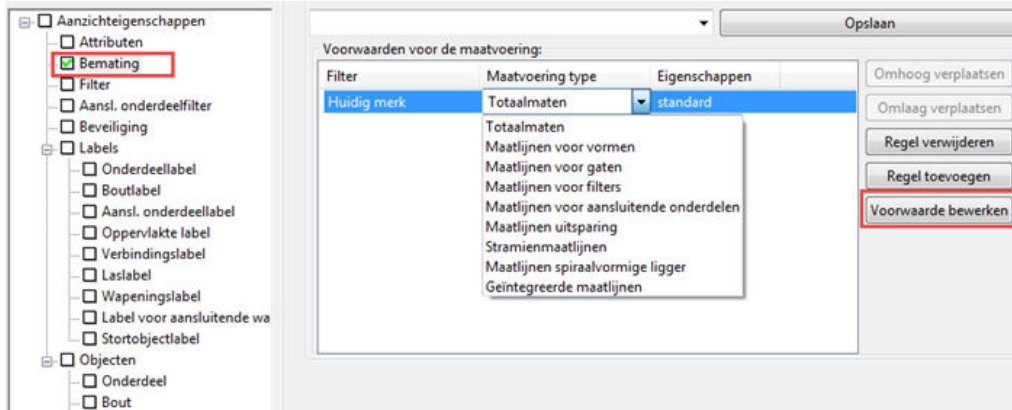 Aanzichteigenschappen
Attributen
Bemating
Filter
Aansl. onderdeelfilter
Beveiliging
Labels
Onderdeellabel
Boutlabel
Aansl. onderdeellabel
Oppervlakte label
Verbindingslabel
Laslabel
Wapeningslabel
Label voor aansluitende wa
Stortobjectlabel
Objecten
Onderdeel
Bout
Opslaan
Voorwaarden voor de maatvoering:
Filter Maatvoering type Eigenschappen
Huidig merk Totaalmaten standard
Totaalmaten
Maatlijnen voor vormen
Maatlijnen voor gaten
Maatlijnen voor filters
Maatlijnen voor aansluitende onderdelen
Maatlijnen uitsparing
Stramienmaatlijnen
Maatlijnen spiraalvormige ligger
Geïntegreerde maatlijnen
Omhoog verplaatsen
Omlaag verplaatsen
Regel verwijderen
Regel toevoegen
Voorwaarde bewerken